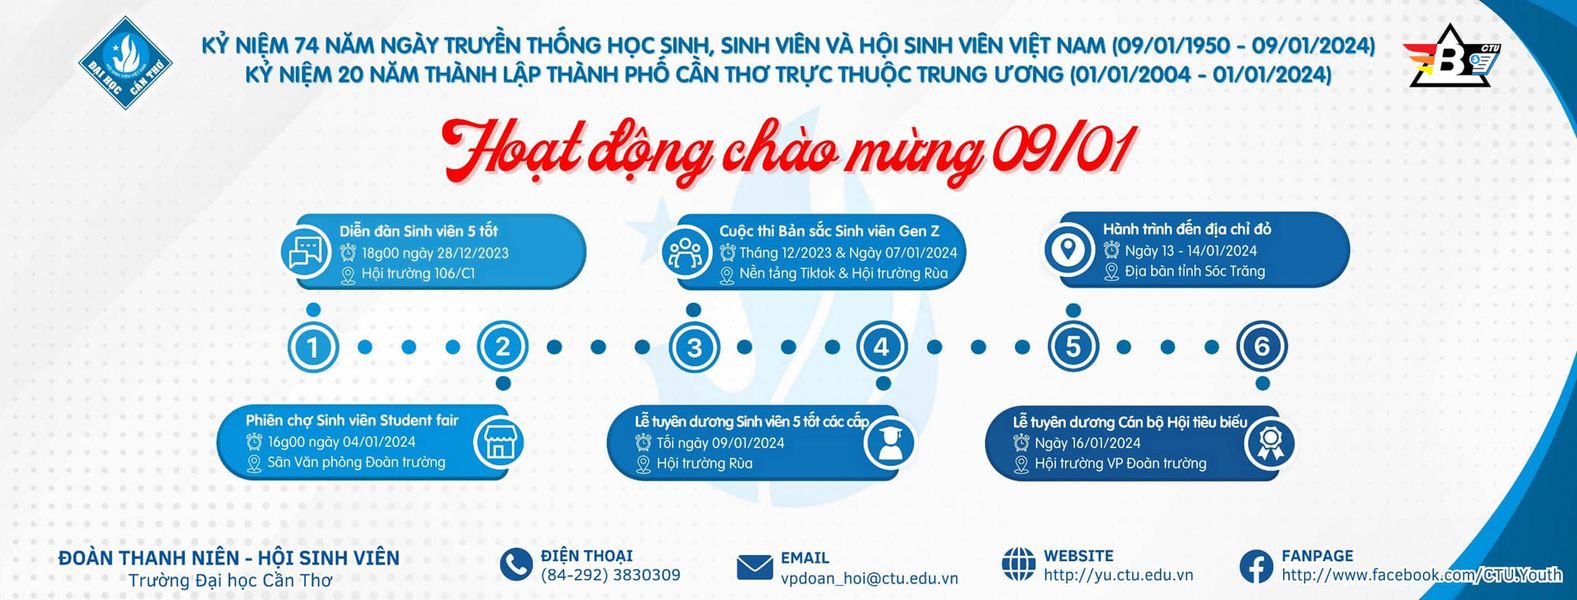 KỶ NIỆM 74 NĂM NGÀY TRUYỀN THỐNG HỌC SINH, SINH VIÊN VÀ HỘI SINH VIÊN VIỆT NAM (09/01/1950 - 09/01/2024)
KỶ NIỆM 20 NĂM THÀNH LẬP THÀNH PHỐ CẦN THƠ TRỰC THUỘC TRUNG ƯƠNG (01/01/2004 - 01/01/2024)
HỘI SINH VIÊN VIỆT NAM
ĐẠI HỌC CẦN THƠ
CTU
B
Hoạt động chào mừng 09/01
Diễn đàn Sinh viên 5 tốt
18g00 ngày 28/12/2023
Hội trường 106/C1
Cuộc thi Bản sắc Sinh viên Gen Z
Tháng 12/2023 & Ngày 07/01/2024
Nền tảng Tiktok & Hội trường Rùa
Hành trình đến địa chỉ đỏ
Ngày 13 - 14/01/2024
Địa bàn tỉnh Sóc Trăng
1 2 3 4 5 6
Phiên chợ Sinh viên Student fair
16g00 ngày 04/01/2024
Sân Văn phòng Đoàn trường
Lễ tuyên dương Sinh viên 5 tốt các cấp
Tối ngày 09/01/2024
Hội trường Rùa
Lễ tuyên dương Cán bộ Hội tiêu biểu
Ngày 16/01/2024
Hội trường VP Đoàn trường
ĐOÀN THANH NIÊN - HỘI SINH VIÊN
Trường Đại học Cần Thơ
ĐIỆN THOẠI
(84-292) 3830309
EMAIL
vpdoan_hoi@ctu.edu.vn
WEBSITE
http://yu.ctu.edu.vn
FANPAGE
http://www.facebook.com/CTU.Youth